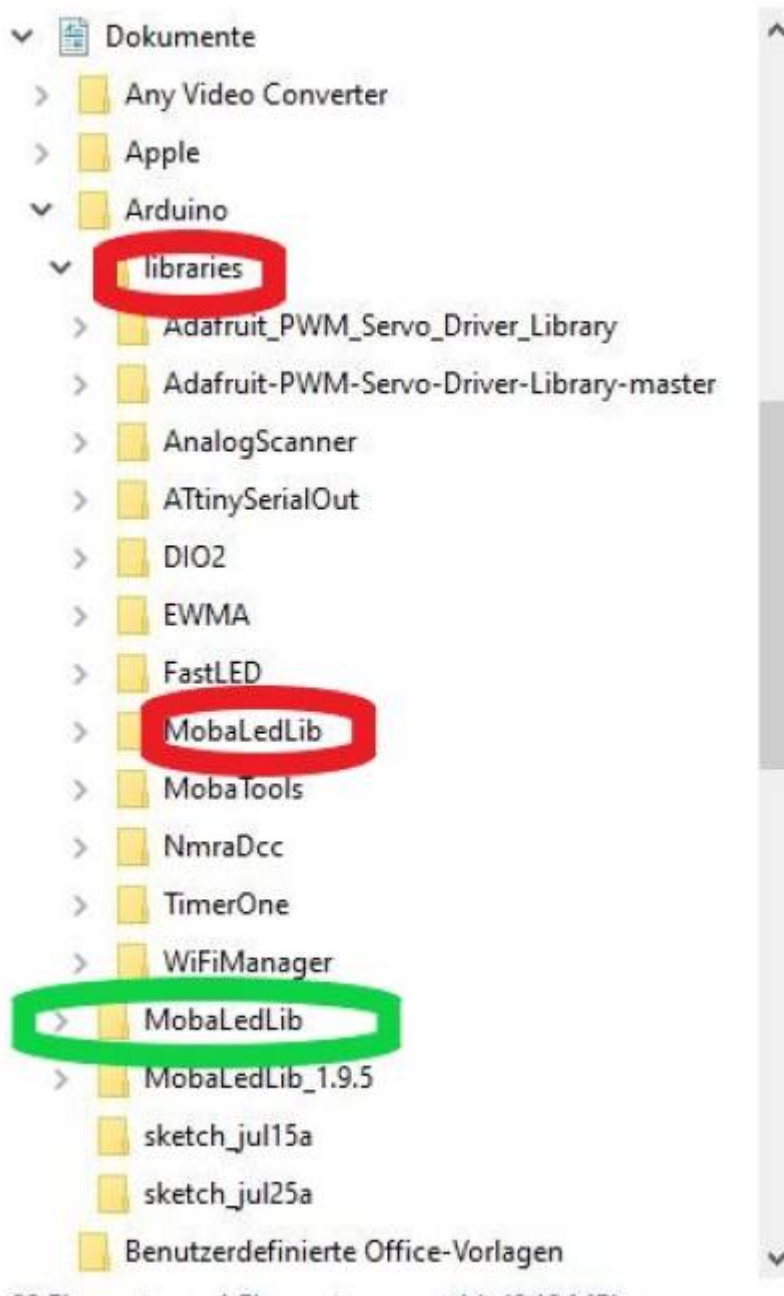 Dokumente
Any Video Converter
Apple
Arduino
libraries
Adafruit_PWM_Servo_Driver_Library
Adafruit-PWM-Servo-Driver-Library-master
AnalogScanner
ATtinySerialOut
DIO2
EWMA
FastLED
MobaLedLib
MobaTools
NmraDcc
TimerOne
WiFiManager
MobaLedLib
MobaLedLib_1.9.5
sketch_jul15a
sketch_jul25a
Benutzerdefinierte Office-Vorlagen